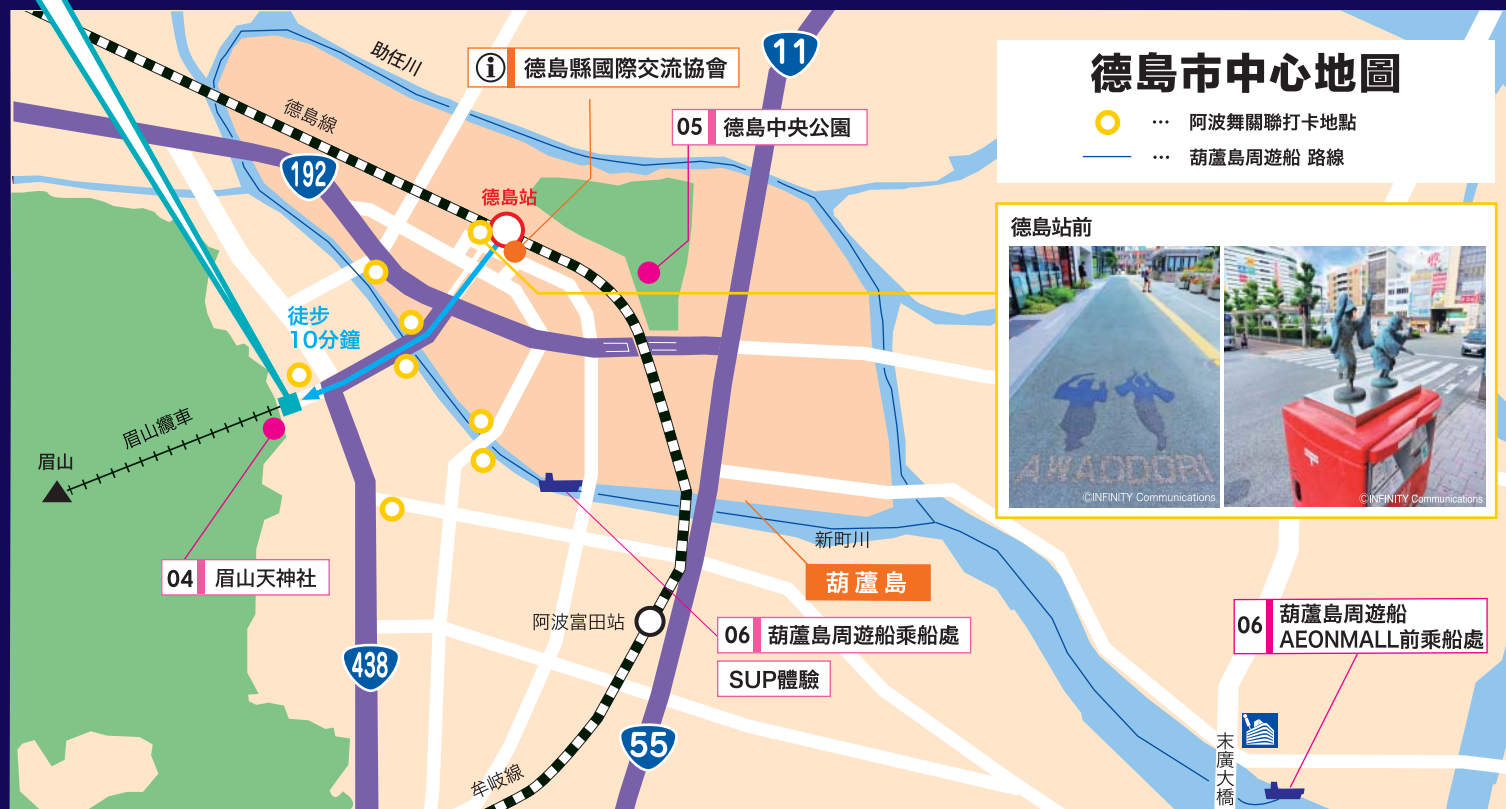 德島市中心地圖
… 阿波舞關聯打卡地點
… 葫蘆島周遊船 路線
助任川
11
德島縣國際交流協會
05 德島中央公園
德島線
192
德島站
德島站前
AWAODORI
©INFINITY Communications
©INFINITY Communications
徒步
10分鐘
眉山纜車
眉山
04 眉山天神社
新町川
葫蘆島
阿波富田站
06 葫蘆島周遊船乘船處
SUP體驗
06 葫蘆島周遊船
AEONMALL前乘船處
438
55
牟岐線
末廣大橋